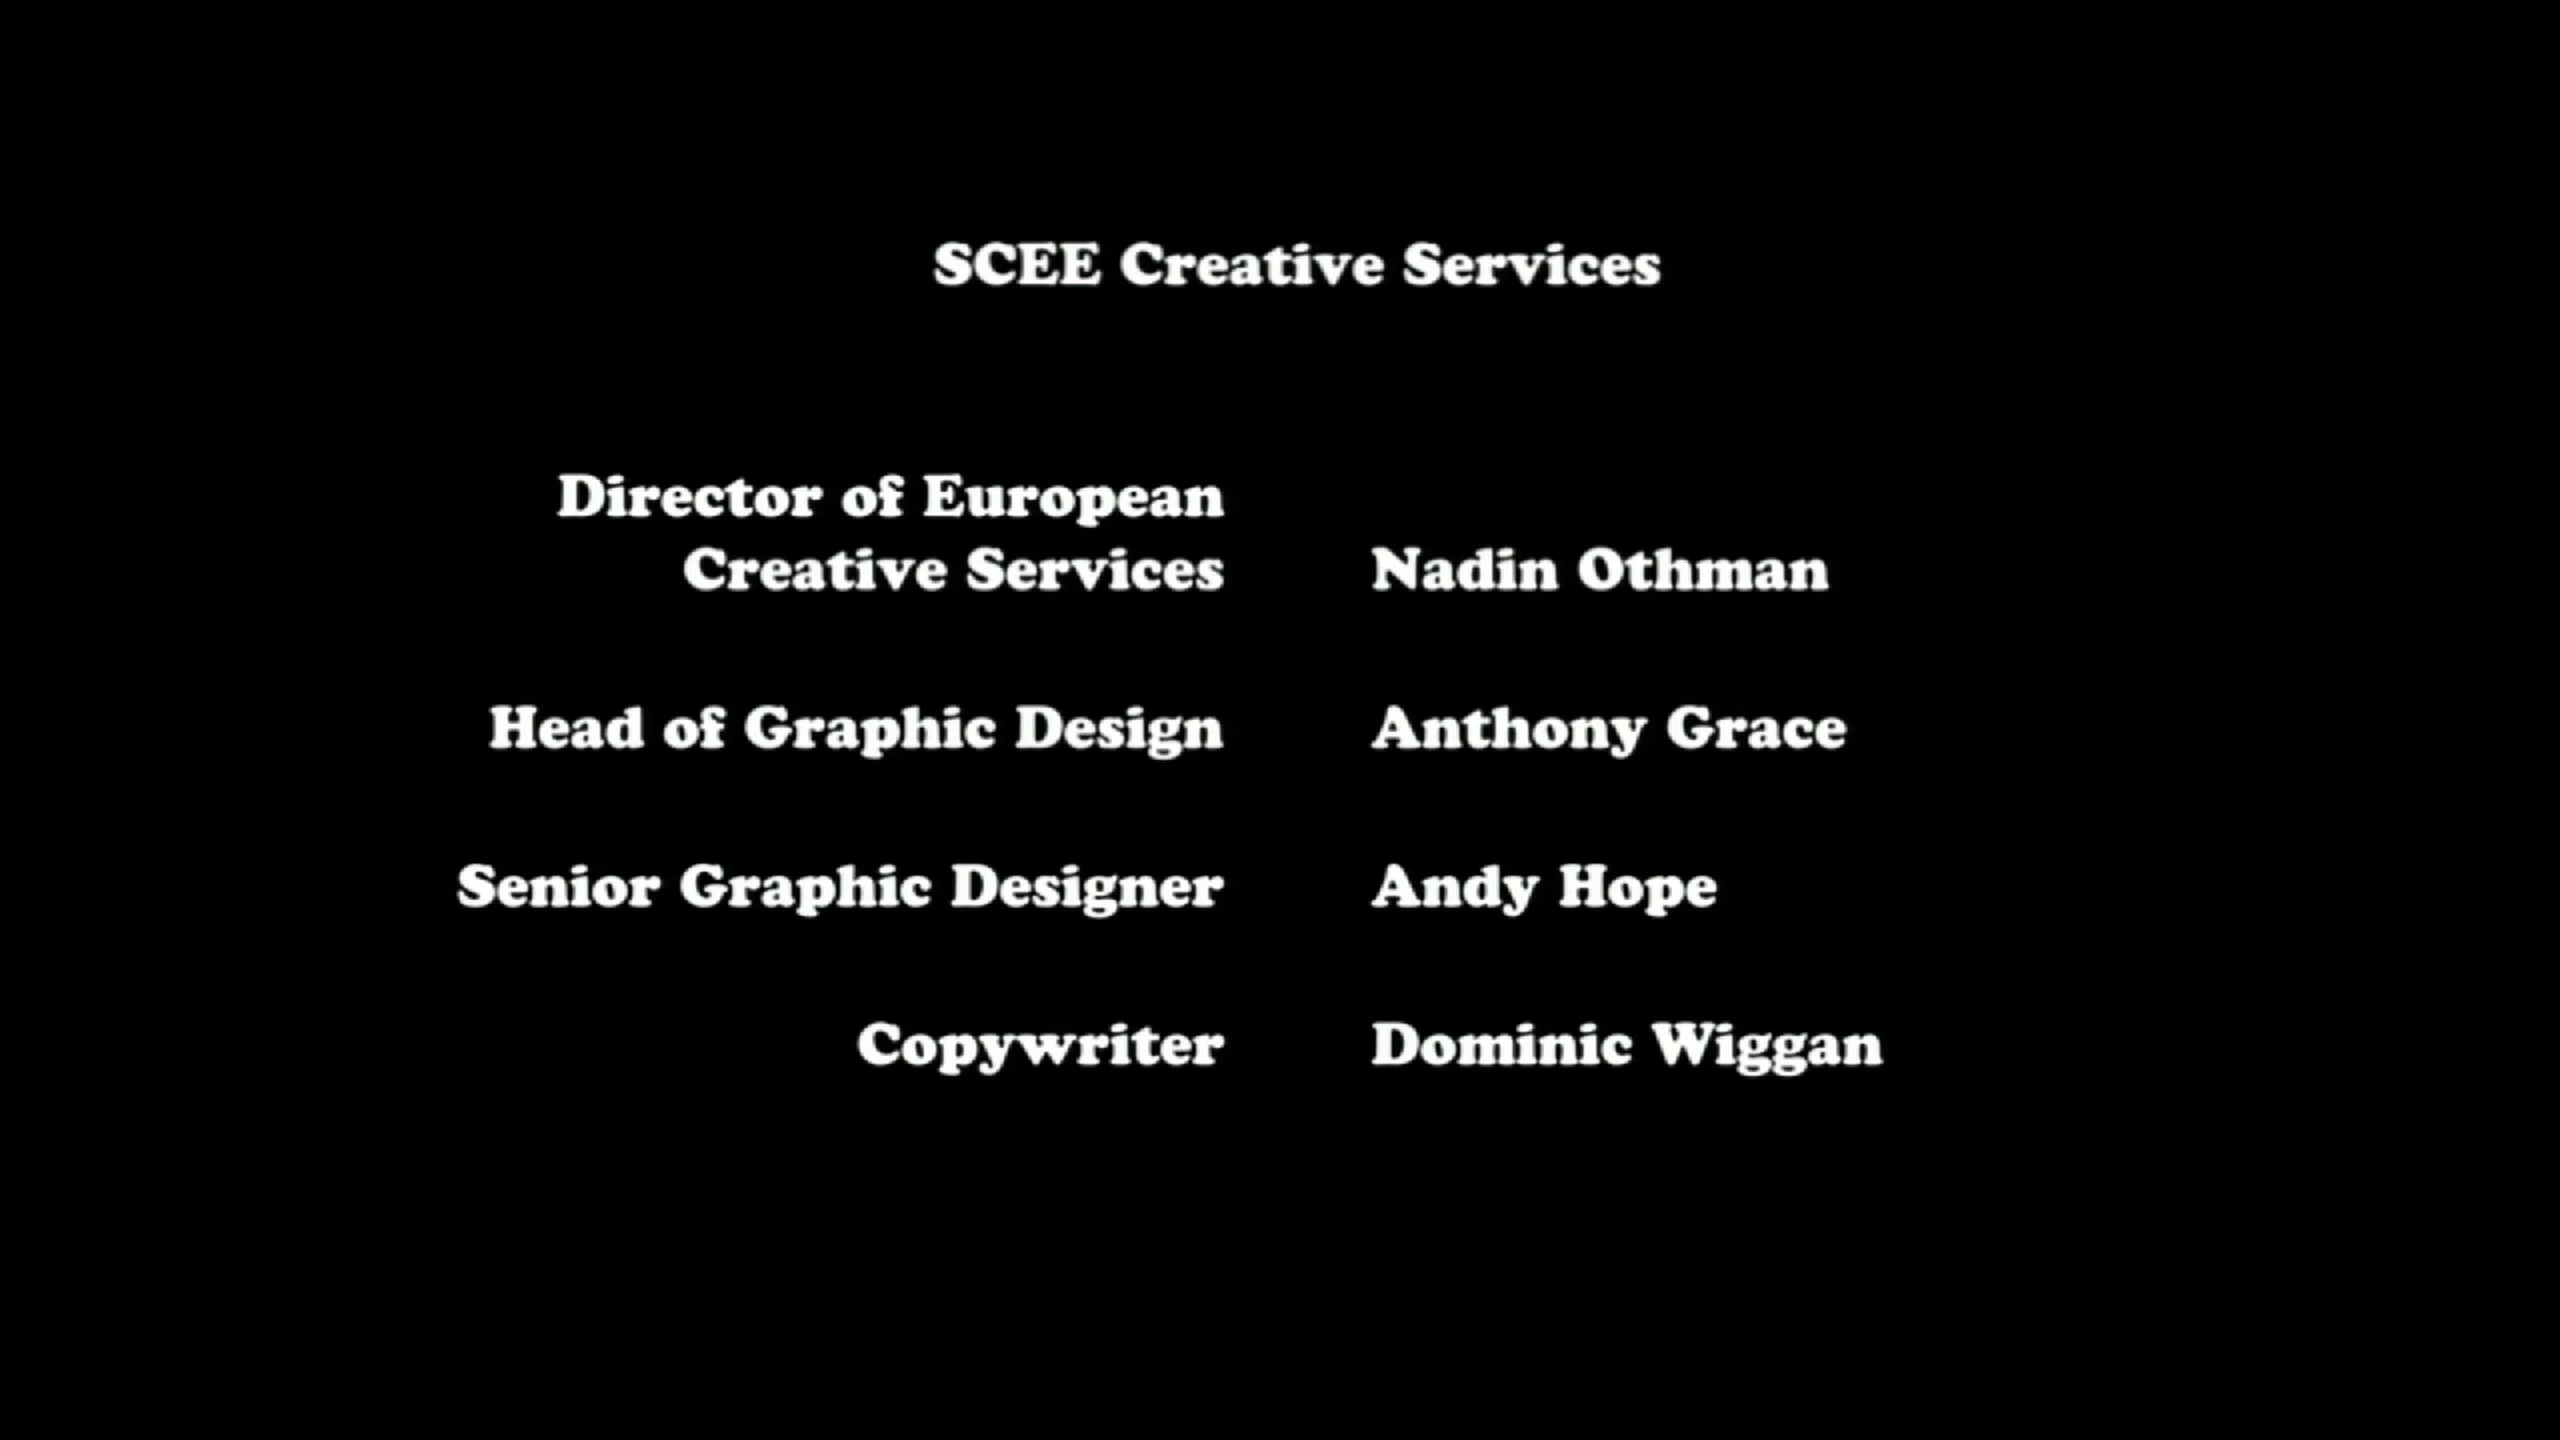 SCEE Creative Services
Director of European
Creative Services Nadin Othman
Head of Graphic Design Anthony Grace
Senior Graphic Designer Andy Hope
Copywriter Dominic Wiggan